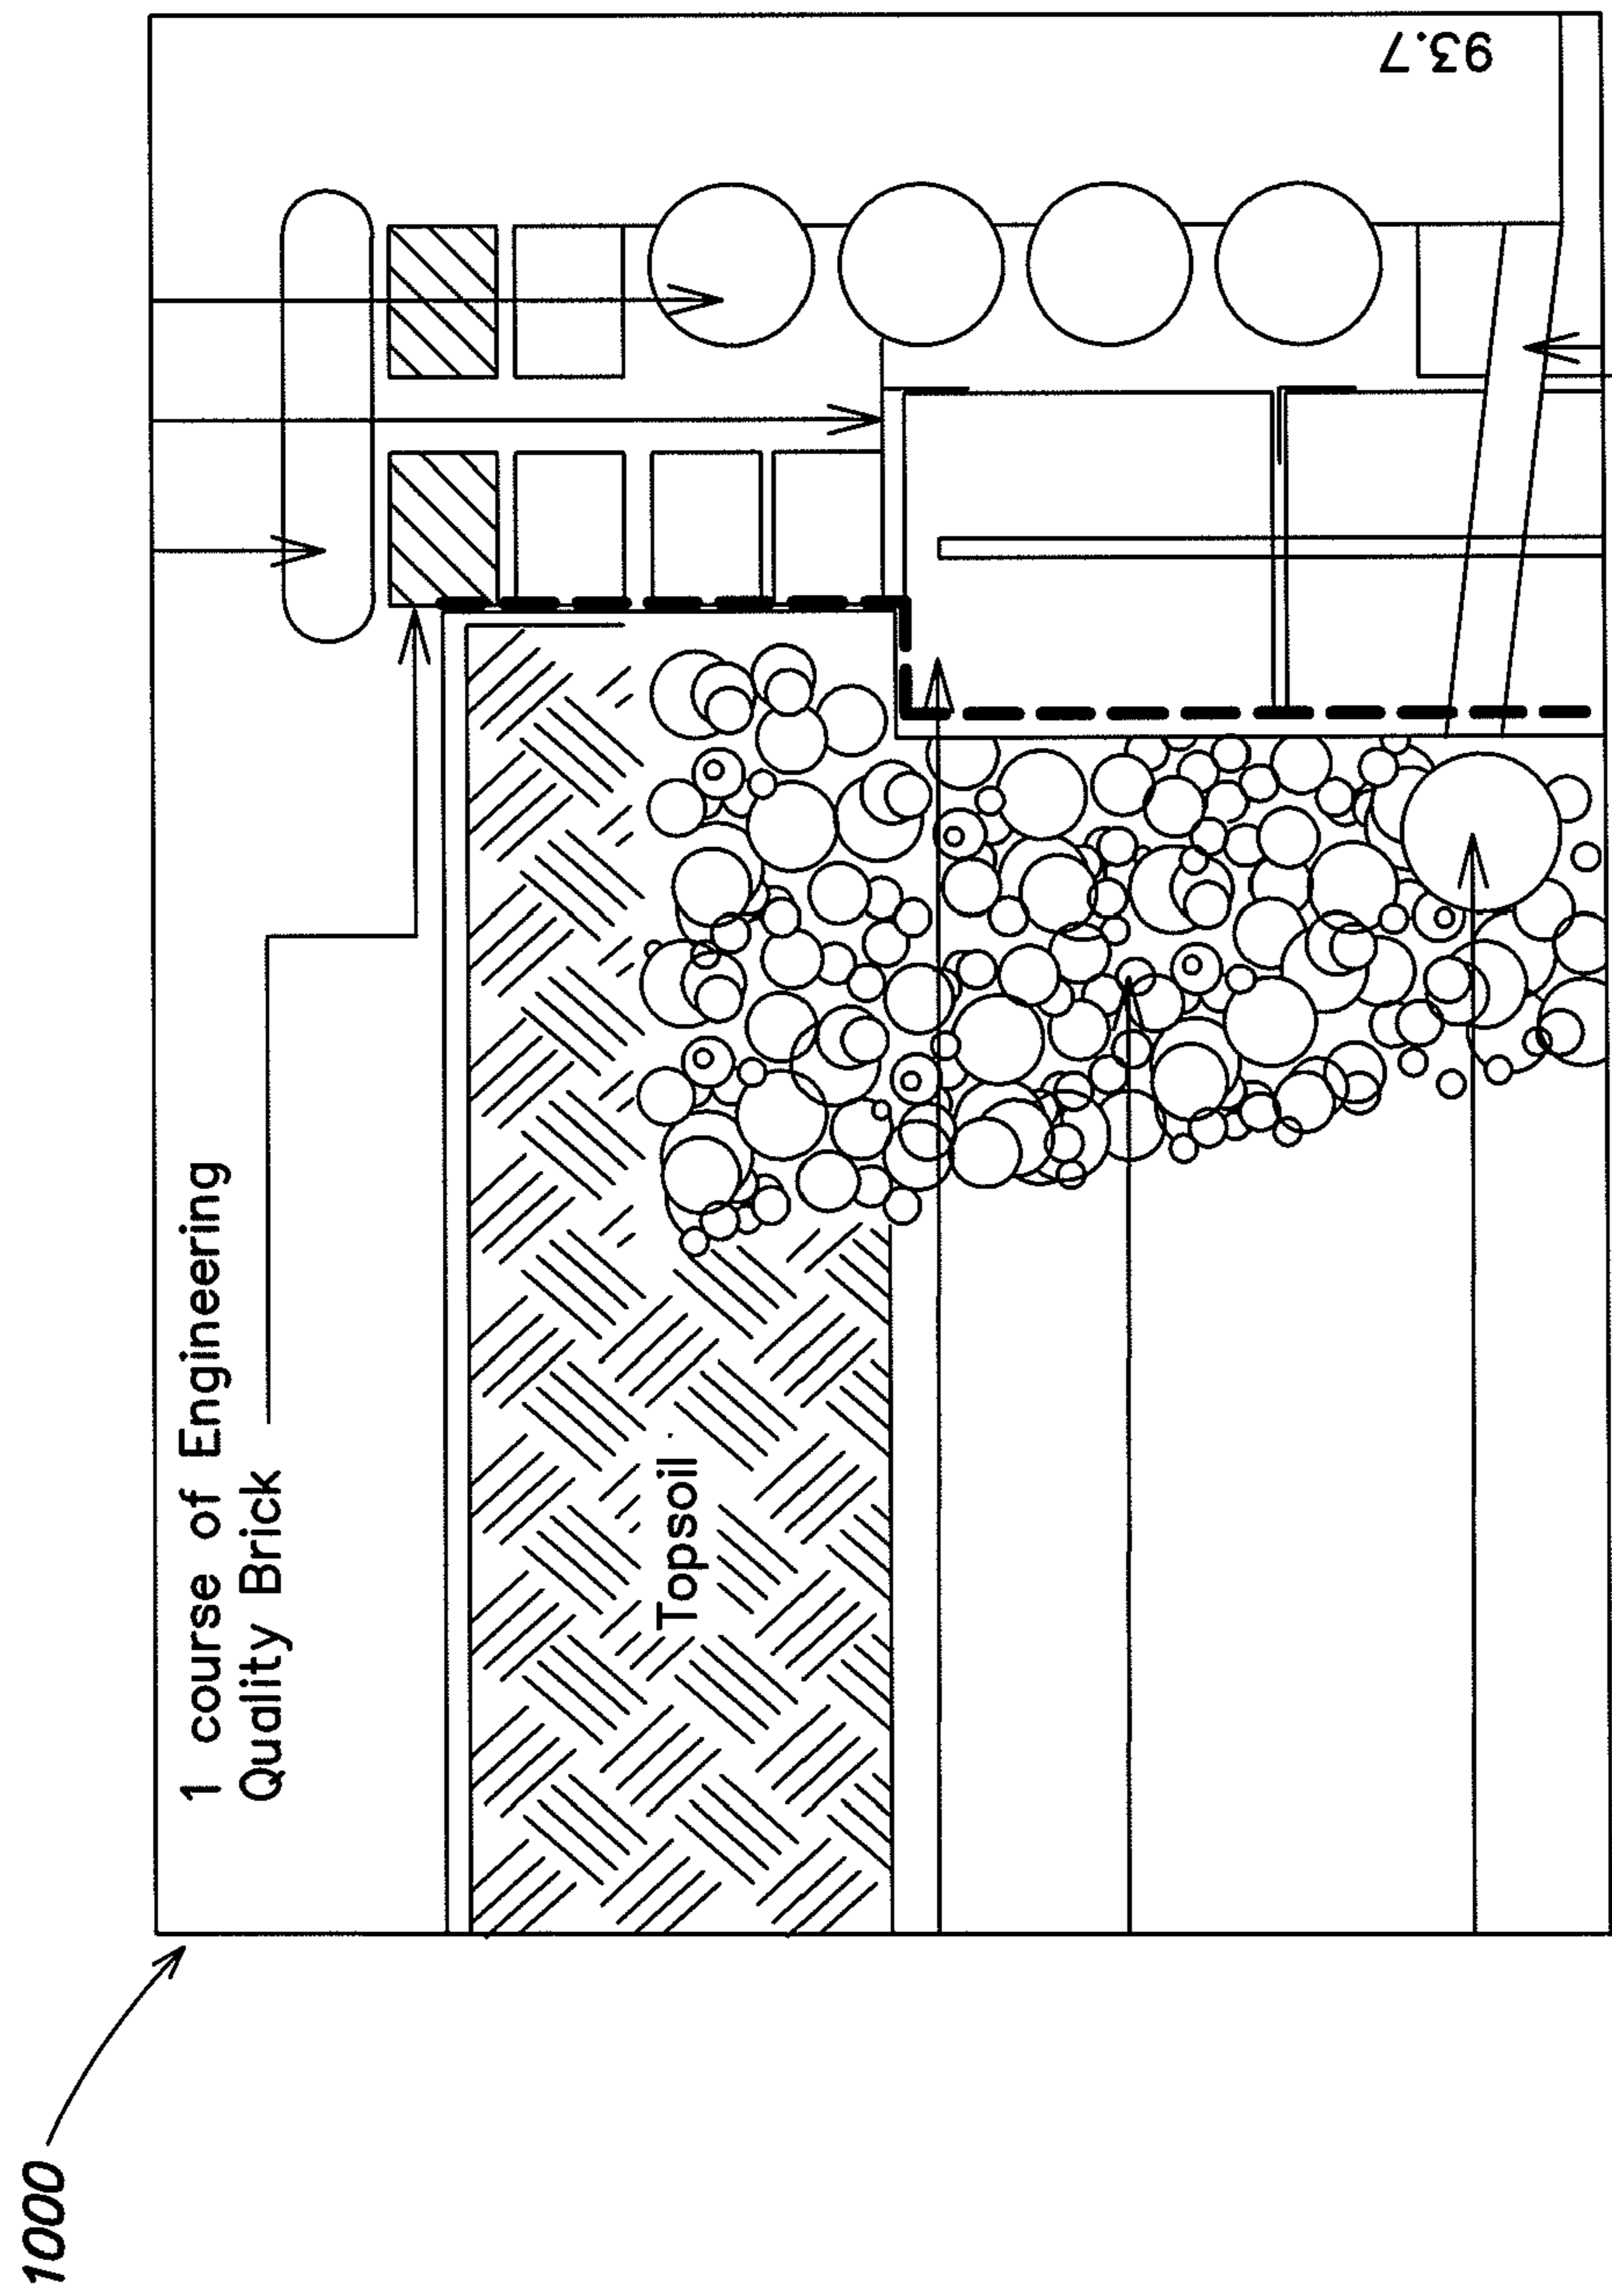 1000
1 course of Engineering
Quality Brick
Topsoil
93.7